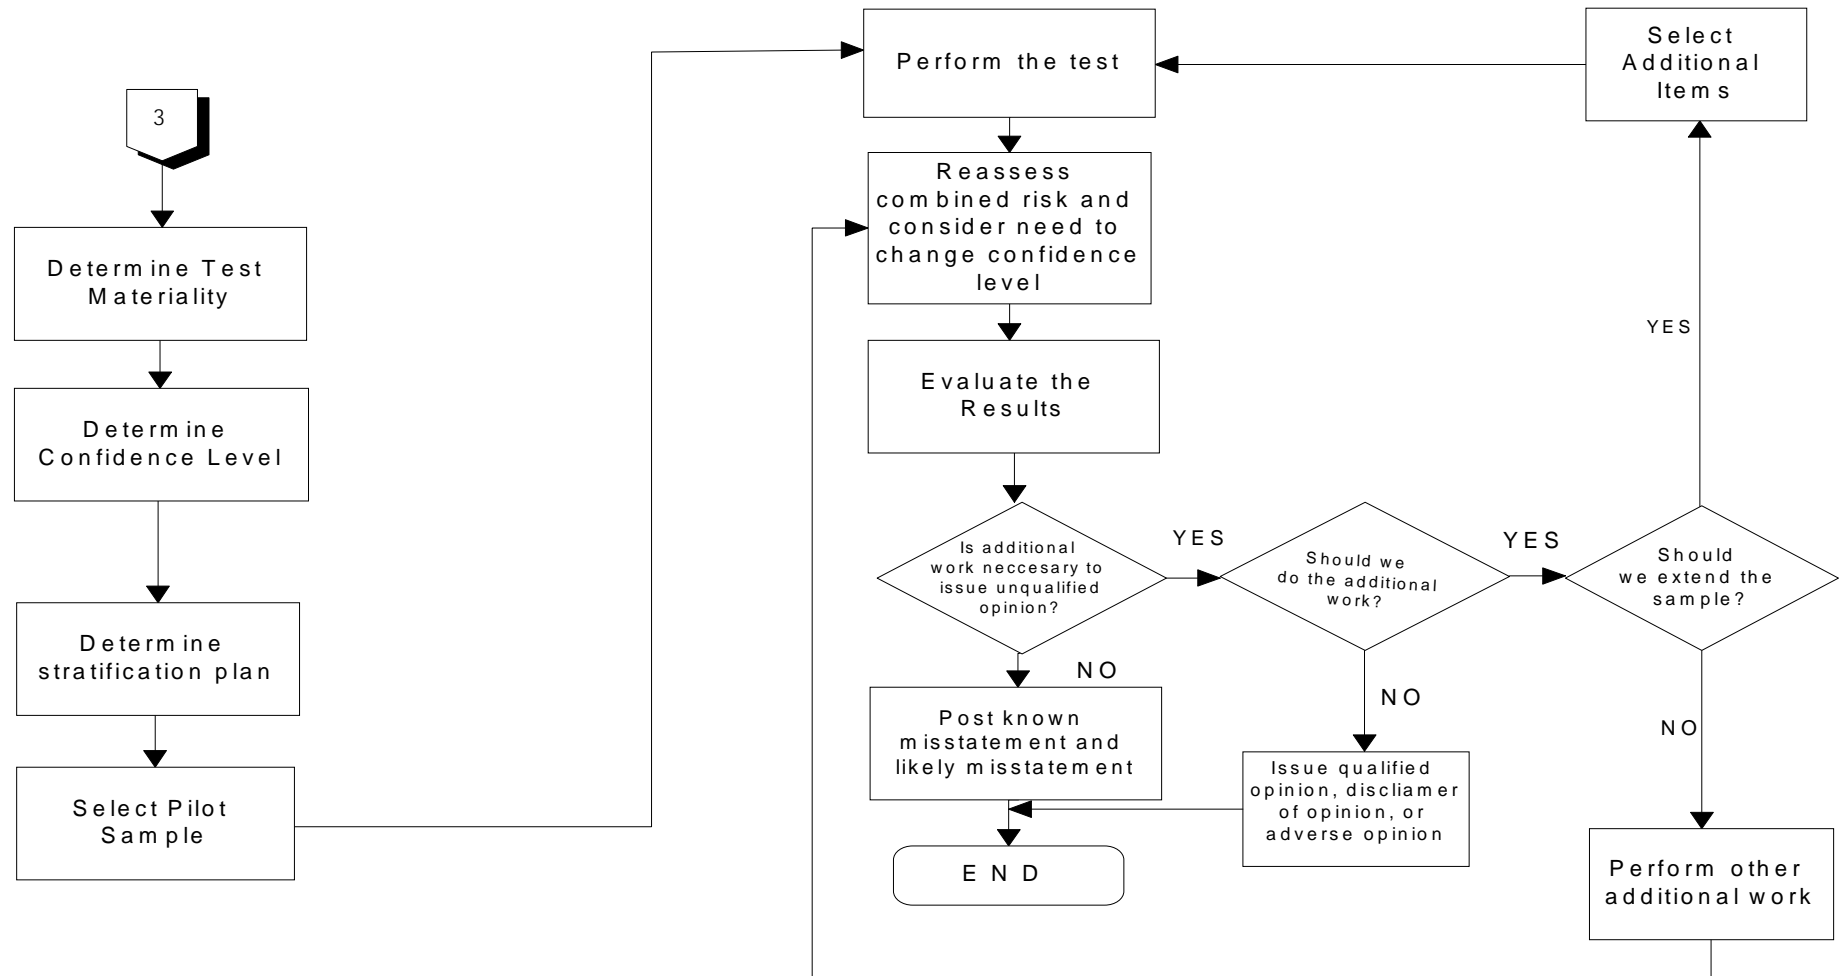 3
Determine Test
Materiality
Determine
Confidence Level
Determine
stratification plan
Select Pilot
Sample
Perform the test
Reassess
combined risk and
consider need to
change confidence
level
Evaluate the
Results
Is additional
work neccesary to
issue unqualified
opinion?
YES
NO
Post known
misstatement and
likely misstatement
END
Should we
do the additional
work?
YES
NO
Issue qualified
opinion, discliamer
of opinion, or
adverse opinion
Should
we extend the
sample?
YES
Select
Additional
Items
NO
Perform other
additional work